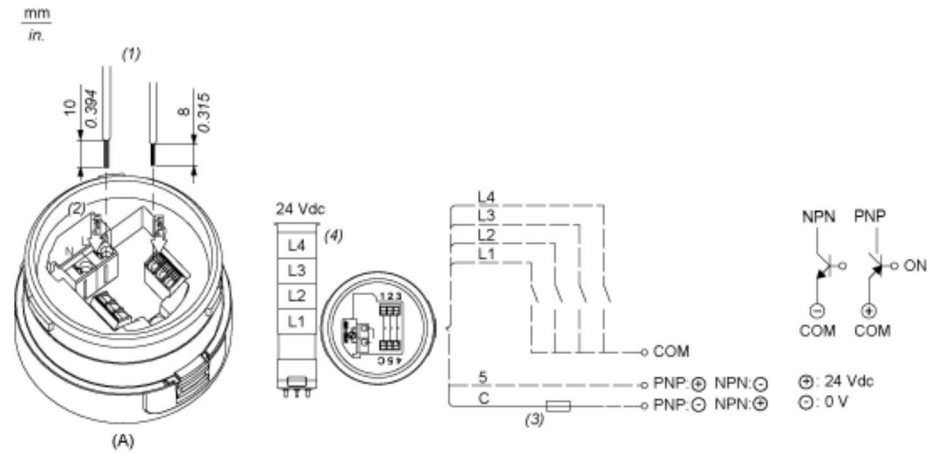 mm
in.
(1)
10
0.394
8
0.315
(2)
N
(A)
24 Vdc
(4)
L4
L3
L2
L1
1 2 3
4 5 C
L4
L3
L2
L1
COM
5
PNP:⊕ NPN:⊖
C
(3)
PNP:⊖ NPN:⊕
NPN PNP
ON
⊖ ⊕
COM COM
⊕: 24 Vdc
⊖: 0 V